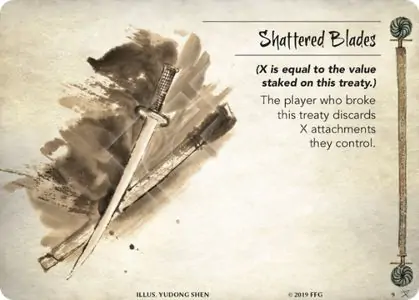 Shattered Blades
(X is equal to the value
staked on this treaty.)
The player who broke
this treaty discards
X attachments
they control.
ILLUS. YUDONG SHEN
© 2019 FFG